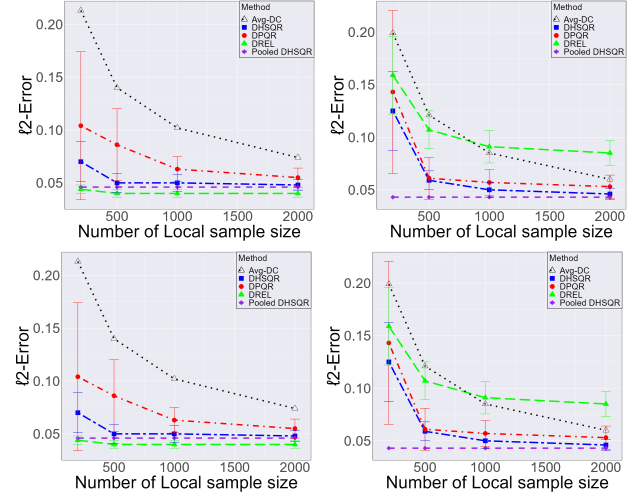 Method
Avg-DC
DHSQR
DPQR
DREL
Pooled DHSQR
0.20
0.15
0.10
0.05
ℓ2-Error
500
1000
1500
2000
Number of Local sample size
Method
Avg-DC
DHSQR
DPQR
DREL
Pooled DHSQR
0.20
0.15
0.10
0.05
ℓ2-Error
500
1000
1500
2000
Number of Local sample size
Method
Avg-DC
DHSQR
DPQR
DREL
Pooled DHSQR
0.20
0.15
0.10
0.05
ℓ2-Error
500
1000
1500
2000
Number of Local sample size
Method
Avg-DC
DHSQR
DPQR
DREL
Pooled DHSQR
0.20
0.15
0.10
0.05
ℓ2-Error
500
1000
1500
2000
Number of Local sample size